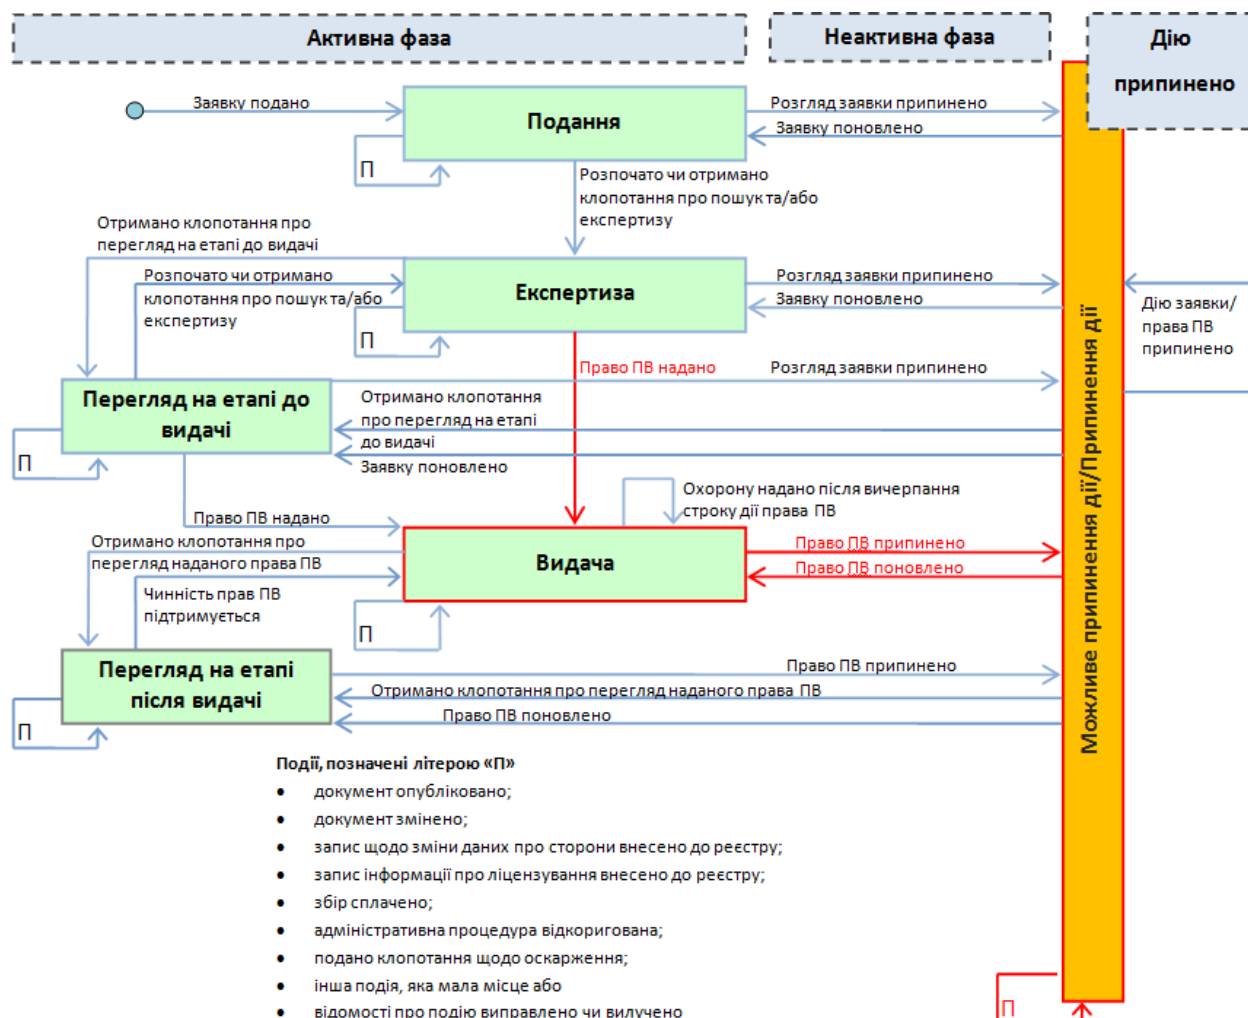 Активна фаза
Неактивна фаза
Дію
припинено
Заявку подано
Подання
Розгляд заявки припинено
Заявку поновлено
П
Розпочато чи отримано
клопотання про пошук та/або
експертизу
Отримано клопотання про
перегляд на етапі до видачі
Розпочато чи отримано
клопотання про пошук та/або
експертизу
Експертиза
Розгляд заявки припинено
Заявку поновлено
Дію заявки/
права ПВ
припинено
П
Право ПВ надано
Розгляд заявки припинено
Перегляд на етапі до
видачі
Отримано клопотання
про перегляд на етапі
до видачі
Заявку поновлено
П
Можливе припинення дії/Припинення дії
Охорону надано після вичерпання
строку дії права ПВ
Право ПВ надано
Отримано клопотання про
перегляд наданого права ПВ
Видача
Право ПВ припинено
Право ПВ поновлено
Чинність прав ПВ
підтримується
П
Перегляд на етапі
після видачі
Право ПВ припинено
Отримано клопотання про перегляд наданого права ПВ
Право ПВ поновлено
П
Події, позначені літерою «П»
• документ опубліковано;
• документ змінено;
• запис щодо зміни даних про сторони внесено до реєстру;
• запис інформації про ліцензування внесено до реєстру;
• збір сплачено;
• адміністративна процедура відкоригована;
• подано клопотання щодо оскарження;
• інша подія, яка мала місце або
• відомості про подію виправлено чи вилучено
П